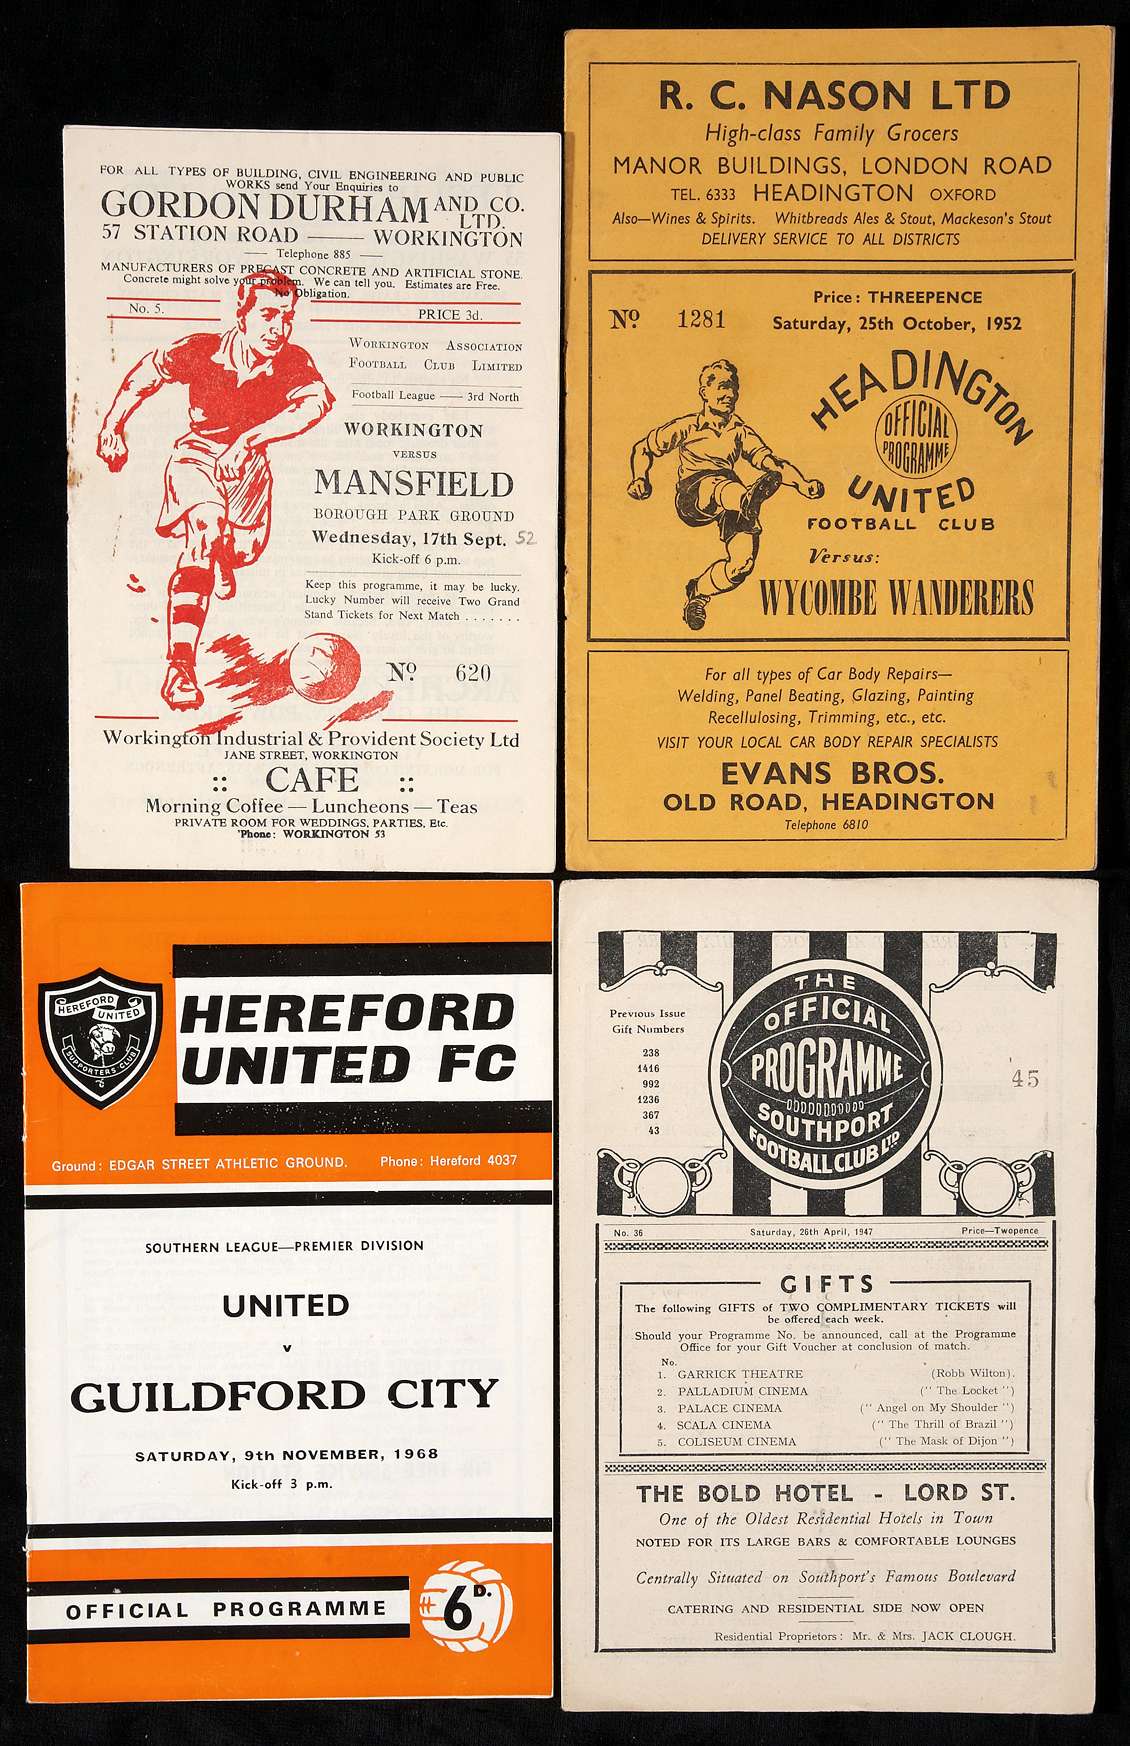 FOR ALL TYPES OF BUILDING, CIVIL ENGINEERING AND PUBLIC
WORKS send Your Enquiries to
GORDON DURHAM AND CO. LTD.
57 STATION ROAD —— WORKINGTON
— Telephone 885 —
MANUFACTURERS OF PRECAST CONCRETE AND ARTIFICIAL STONE.
Concrete might solve your problem. We can tell you. Estimates are Free.
No Obligation.
No. 5.
PRICE 3d.
WORKINGTON ASSOCIATION
FOOTBALL CLUB LIMITED
Football League — 3rd North
WORKINGTON
VERSUS
MANSFIELD
BOROUGH PARK GROUND
Wednesday, 17th Sept. 52
Kick-off 6 p.m.
Keep this programme, it may be lucky.
Lucky Number will receive Two Grand
Stand Tickets for Next Match . . . . . . .
No 620
Workington Industrial & Provident Society Ltd
JANE STREET, WORKINGTON
:: CAFE ::
Morning Coffee — Luncheons — Teas
PRIVATE ROOM FOR WEDDINGS, PARTIES, Etc.
'Phone: WORKINGTON 53
R. C. NASON LTD
High-class Family Grocers
MANOR BUILDINGS, LONDON ROAD
TEL. 6333 HEADINGTON OXFORD
Also—Wines & Spirits. Whitbreads Ales & Stout, Mackeson's Stout
DELIVERY SERVICE TO ALL DISTRICTS
Price: THREEPENCE
No 1281
Saturday, 25th October, 1952
HEADINGTON
OFFICIAL
PROGRAMME
UNITED
FOOTBALL CLUB
Versus:
WYCOMBE WANDERERS
For all types of Car Body Repairs—
Welding, Panel Beating, Glazing, Painting
Recellulosing, Trimming, etc., etc.
VISIT YOUR LOCAL CAR BODY REPAIR SPECIALISTS
EVANS BROS.
OLD ROAD, HEADINGTON
Telephone 6810
HEREFORD
UNITED
SUPPORTERS CLUB
HEREFORD
UNITED FC
Ground: EDGAR STREET ATHLETIC GROUND. Phone: Hereford 4037
SOUTHERN LEAGUE—PREMIER DIVISION
UNITED
v
GUILDFORD CITY
SATURDAY, 9th NOVEMBER, 1968
Kick-off 3 p.m.
OFFICIAL PROGRAMME
6D.
THE
OFFICIAL
PROGRAMME
SOUTHPORT
FOOTBALL CLUB LTD
Previous Issue
Gift Numbers
238
1416
992
1236
367
43
45
No. 36 Saturday, 26th April, 1947 Price—Twopence
GIFTS
The following GIFTS of TWO COMPLIMENTARY TICKETS will
be offered each week.
Should your Programme No. be announced, call at the Programme
Office for your Gift Voucher at conclusion of match.
No.
1. GARRICK THEATRE (Robb Wilton).
2. PALLADIUM CINEMA ("The Locket")
3. PALACE CINEMA ("Angel on My Shoulder")
4. SCALA CINEMA ("The Thrill of Brazil")
5. COLISEUM CINEMA ("The Mask of Dijon")
THE BOLD HOTEL - LORD ST.
One of the Oldest Residential Hotels in Town
NOTED FOR ITS LARGE BARS & COMFORTABLE LOUNGES
Centrally Situated on Southport's Famous Boulevard
CATERING AND RESIDENTIAL SIDE NOW OPEN
Residential Proprietors: Mr. & Mrs. JACK CLOUGH.